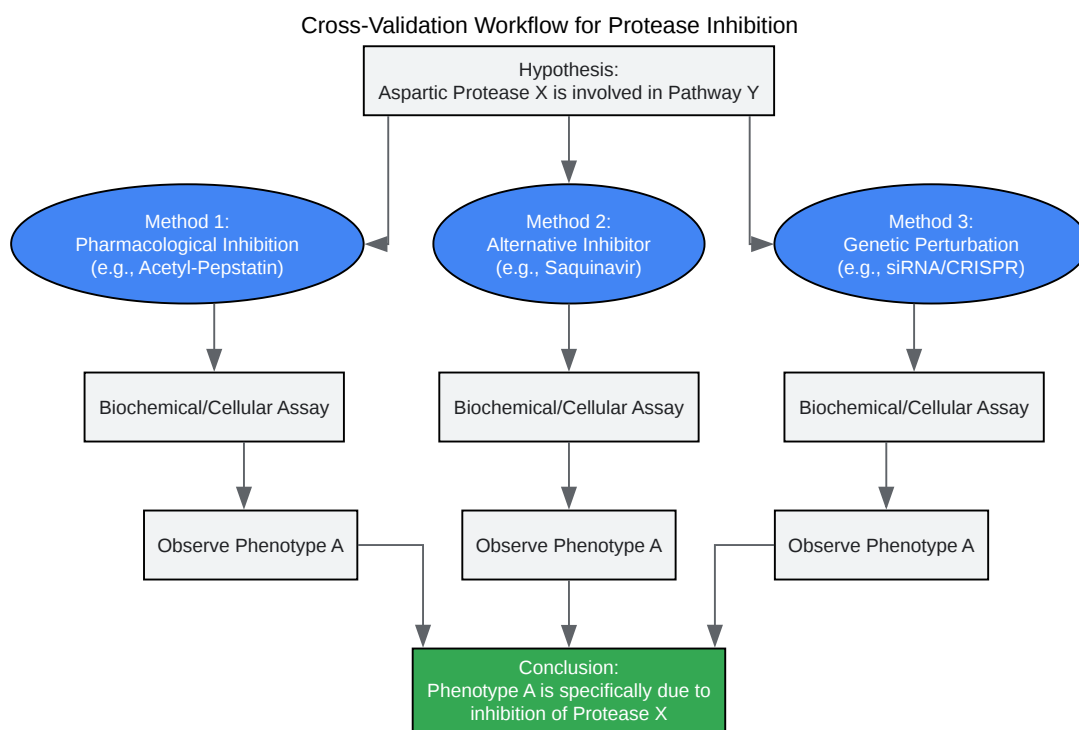 Cross-Validation Workflow for Protease Inhibition
Hypothesis:
Aspartic Protease X is involved in Pathway Y
Method 1:
Pharmacological Inhibition
(e.g., Acetyl-Pepstatin)
Method 2:
Alternative Inhibitor
(e.g., Saquinavir)
Method 3:
Genetic Perturbation
(e.g., siRNA/CRISPR)
Biochemical/Cellular Assay
Biochemical/Cellular Assay
Biochemical/Cellular Assay
Observe Phenotype A
Observe Phenotype A
Observe Phenotype A
Conclusion:
Phenotype A is specifically due to
inhibition of Protease X